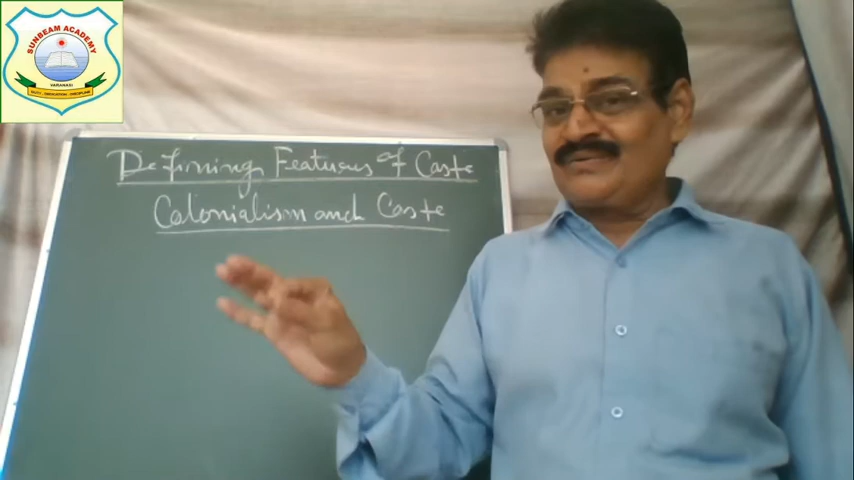 SUNBEAM ACADEMY
VARANASI
Defining Features of Caste
Colonialism and Caste